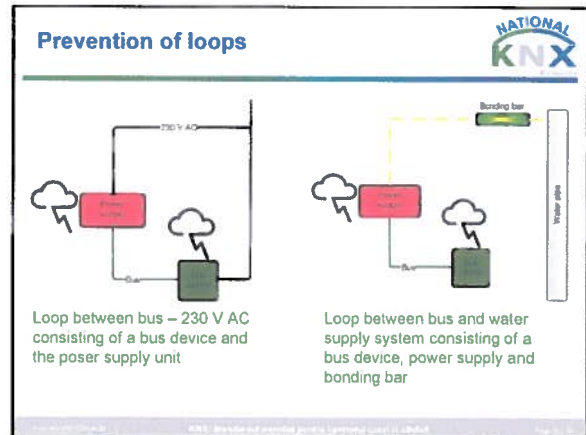 Prevention of loops
NATIONAL
KNX
Bonding bar
230 V AC
Power
Water pipe
Bus
Bus
Loop between bus – 230 V AC
consisting of a bus device and
the poser supply unit
Loop between bus and water
supply system consisting of a
bus device, power supply and
bonding bar